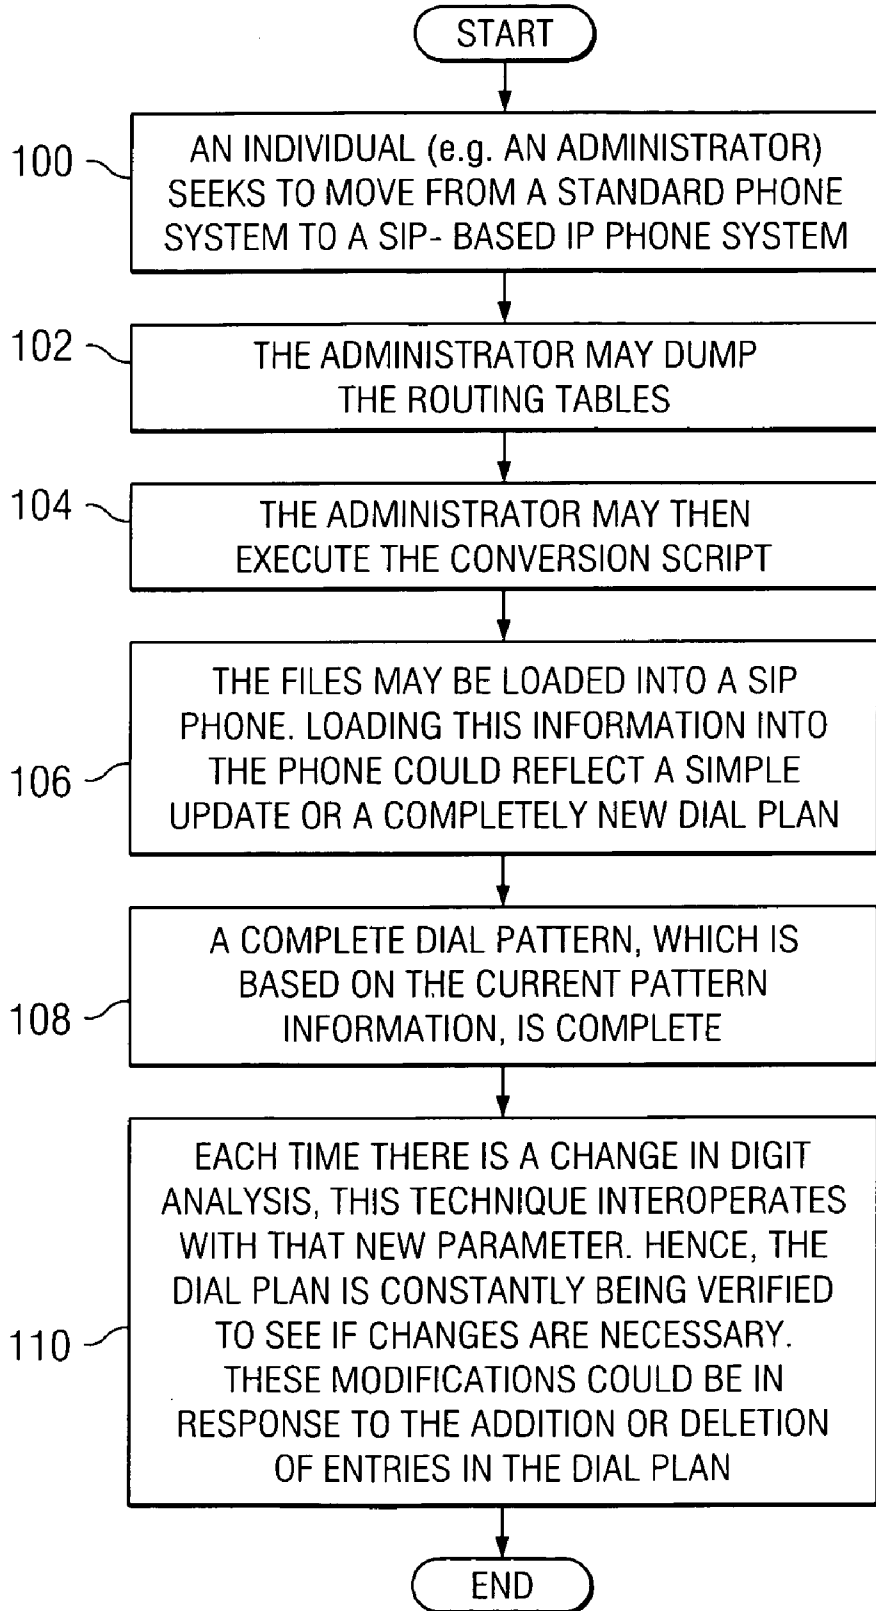 START
100
AN INDIVIDUAL (e.g. AN ADMINISTRATOR)
SEEKS TO MOVE FROM A STANDARD PHONE
SYSTEM TO A SIP- BASED IP PHONE SYSTEM
102
THE ADMINISTRATOR MAY DUMP
THE ROUTING TABLES
104
THE ADMINISTRATOR MAY THEN
EXECUTE THE CONVERSION SCRIPT
106
THE FILES MAY BE LOADED INTO A SIP
PHONE. LOADING THIS INFORMATION INTO
THE PHONE COULD REFLECT A SIMPLE
UPDATE OR A COMPLETELY NEW DIAL PLAN
108
A COMPLETE DIAL PATTERN, WHICH IS
BASED ON THE CURRENT PATTERN
INFORMATION, IS COMPLETE
110
EACH TIME THERE IS A CHANGE IN DIGIT
ANALYSIS, THIS TECHNIQUE INTEROPERATES
WITH THAT NEW PARAMETER. HENCE, THE
DIAL PLAN IS CONSTANTLY BEING VERIFIED
TO SEE IF CHANGES ARE NECESSARY.
THESE MODIFICATIONS COULD BE IN
RESPONSE TO THE ADDITION OR DELETION
OF ENTRIES IN THE DIAL PLAN
END